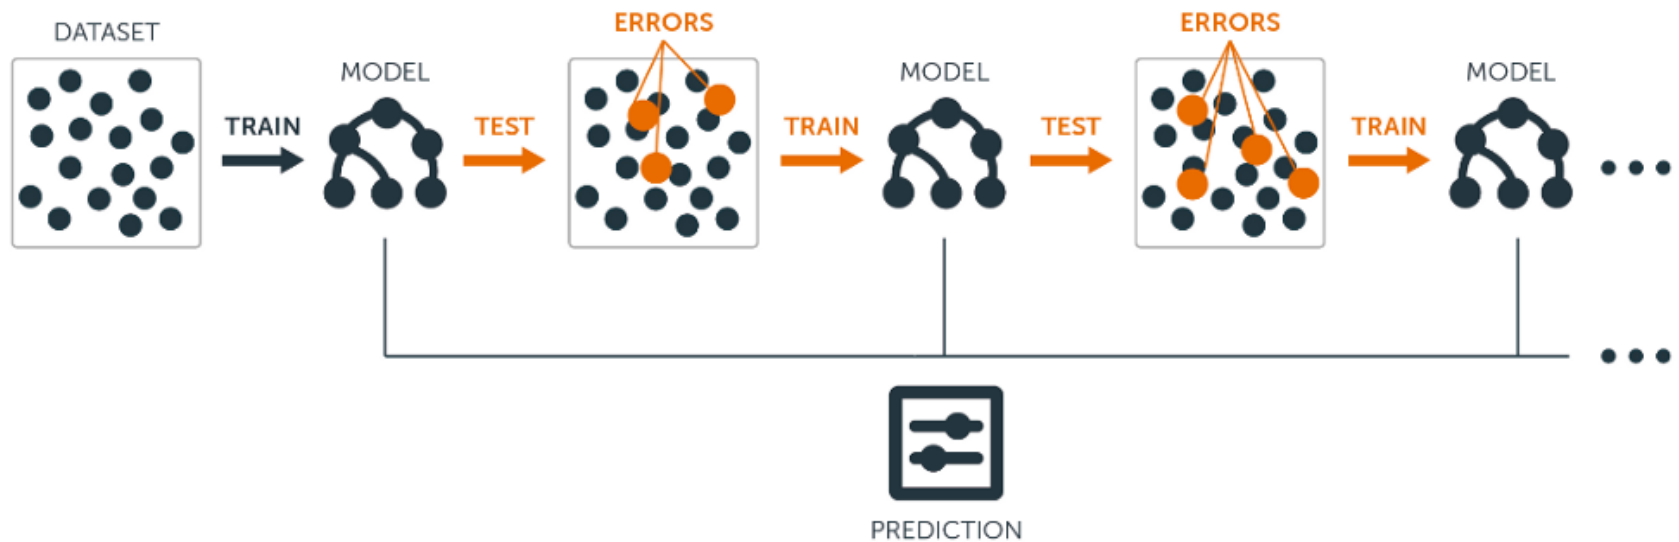 DATASET
TRAIN
MODEL
TEST
ERRORS
TRAIN
MODEL
TEST
ERRORS
TRAIN
MODEL
PREDICTION